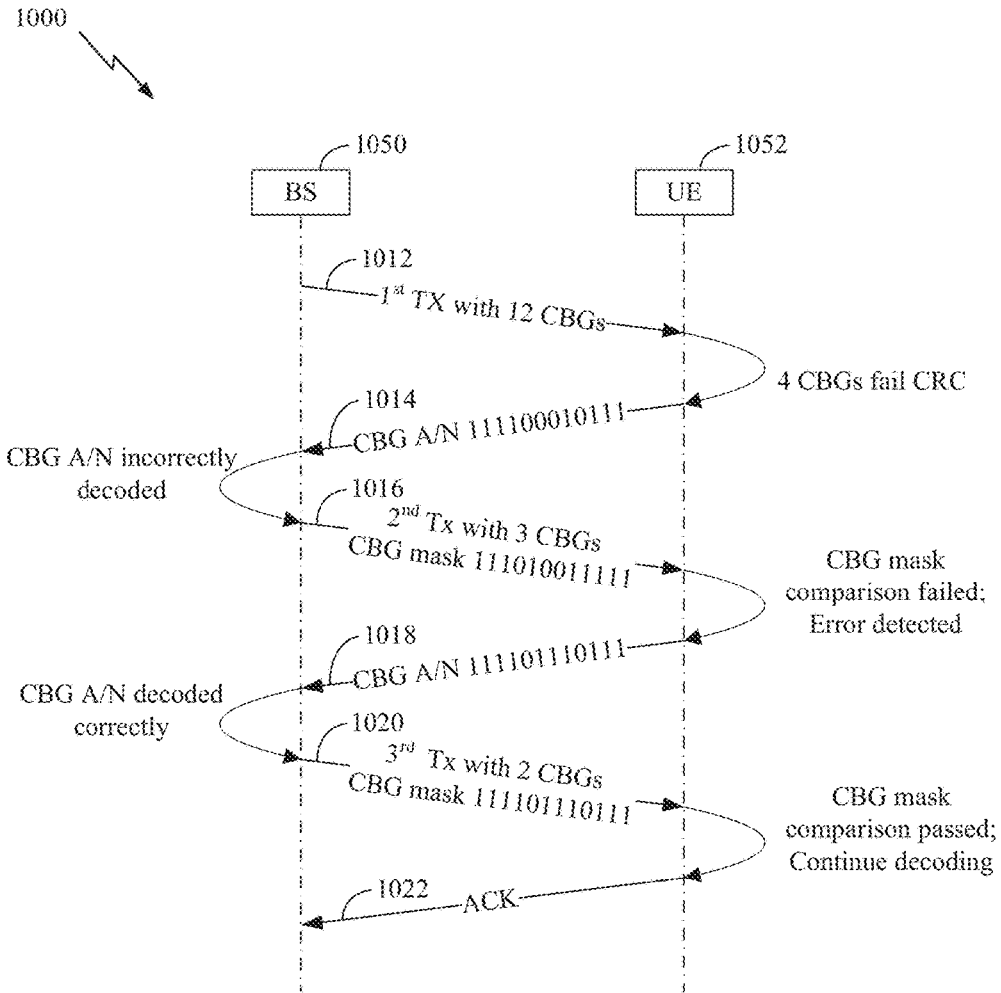 1000
1050
1052
BS
UE
1012
1st TX with 12 CBGs
4 CBGs fail CRC
1014
CBG A/N 111100010111
CBG A/N incorrectly
decoded
1016
2nd Tx with 3 CBGs
CBG mask 111010011111
CBG mask
comparison failed;
Error detected
1018
CBG A/N 111101110111
CBG A/N decoded
correctly
1020
3rd Tx with 2 CBGs
CBG mask 111101110111
CBG mask
comparison passed;
Continue decoding
1022
ACK